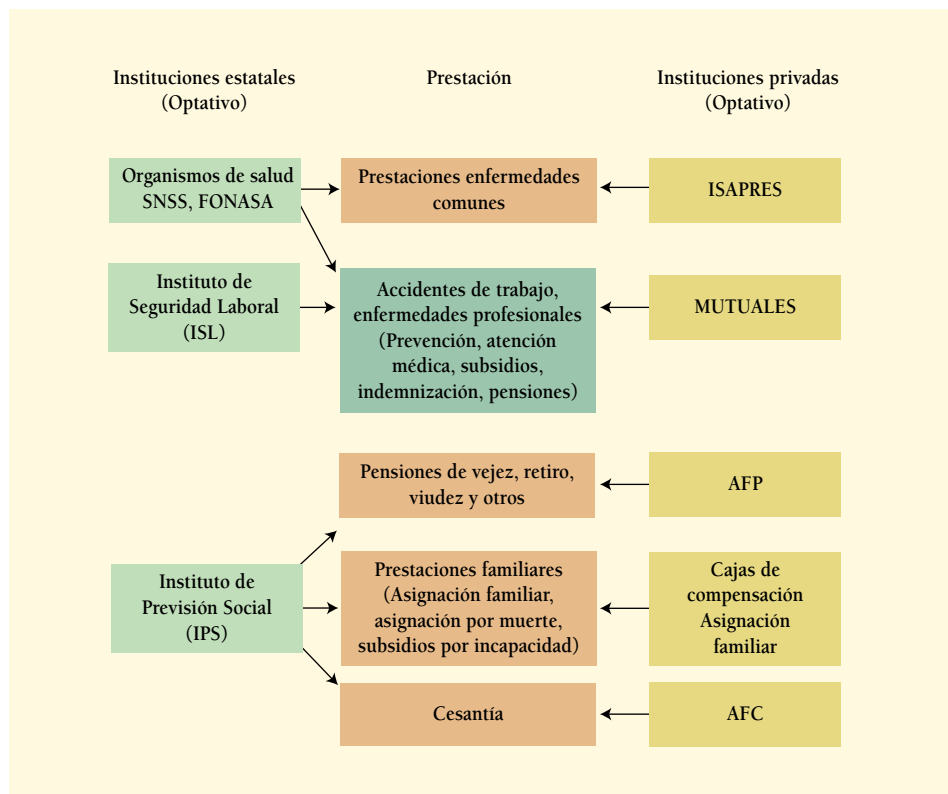 Instituciones estatales
(Optativo)
Prestación
Instituciones privadas
(Optativo)
Organismos de salud
SNSS, FONASA
Prestaciones enfermedades
comunes
ISAPRES
Instituto de
Seguridad Laboral
(ISL)
Accidentes de trabajo,
enfermedades profesionales
(Prevención, atención
médica, subsidios,
indemnización, pensiones)
MUTUALES
Pensiones de vejez, retiro,
viudez y otros
AFP
Instituto de
Previsión Social
(IPS)
Prestaciones familiares
(Asignación familiar,
asignación por muerte,
subsidios por incapacidad)
Cajas de
compensación
Asignación
familiar
Cesantía
AFC